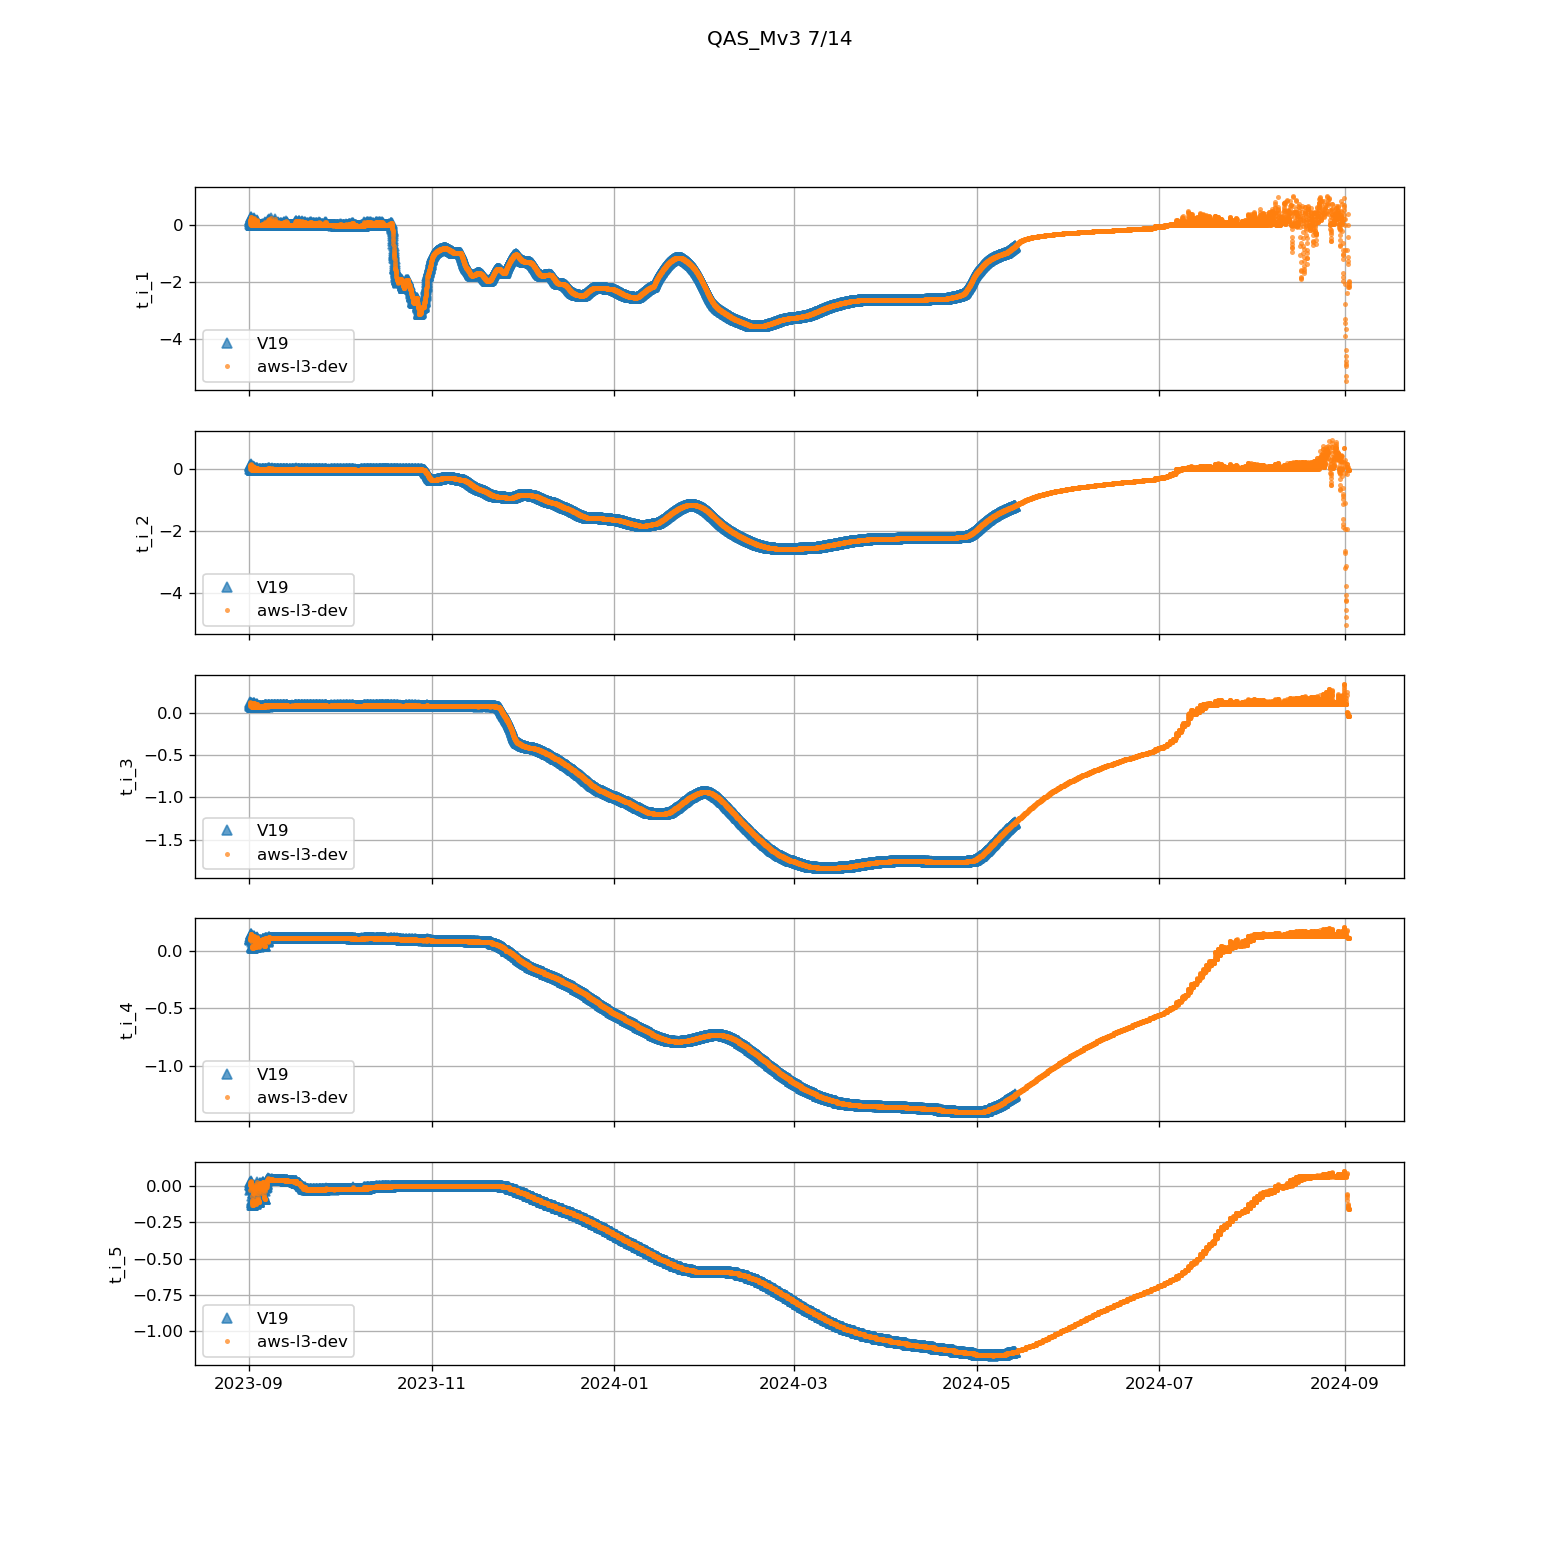 QAS_Mv3 7/14
0
−2
−4
t_i_1
V19
aws-l3-dev
0
−2
−4
t_i_2
V19
aws-l3-dev
0.0
−0.5
−1.0
−1.5
t_i_3
V19
aws-l3-dev
0.0
−0.5
−1.0
t_i_4
V19
aws-l3-dev
0.00
−0.25
−0.50
−0.75
−1.00
t_i_5
V19
aws-l3-dev
2023-09 2023-11 2024-01 2024-03 2024-05 2024-07 2024-09